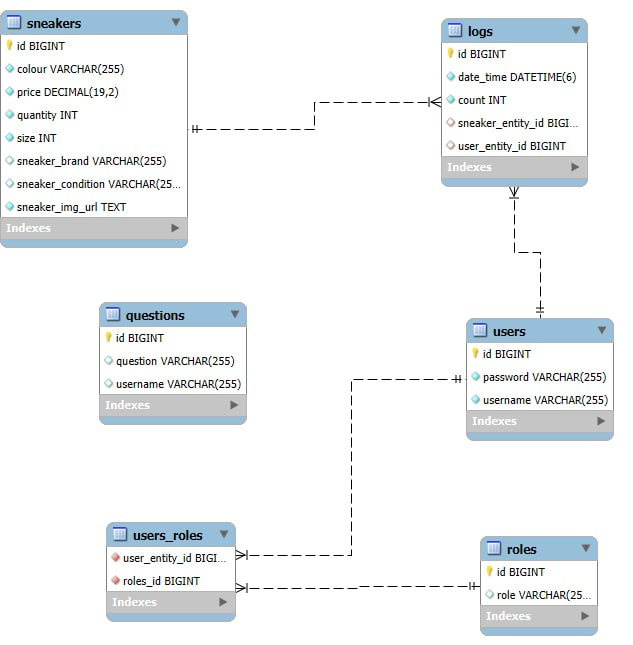 sneakers
id BIGINT
colour VARCHAR(255)
price DECIMAL(19,2)
quantity INT
size INT
sneaker_brand VARCHAR(255)
sneaker_condition VARCHAR(25...
sneaker_img_url TEXT
Indexes
logs
id BIGINT
date_time DATETIME(6)
count INT
sneaker_entity_id BIGI...
user_entity_id BIGINT
Indexes
questions
id BIGINT
question VARCHAR(255)
username VARCHAR(255)
Indexes
users
id BIGINT
password VARCHAR(255)
username VARCHAR(255)
Indexes
users_roles
user_entity_id BIGI...
roles_id BIGINT
Indexes
roles
id BIGINT
role VARCHAR(25...
Indexes